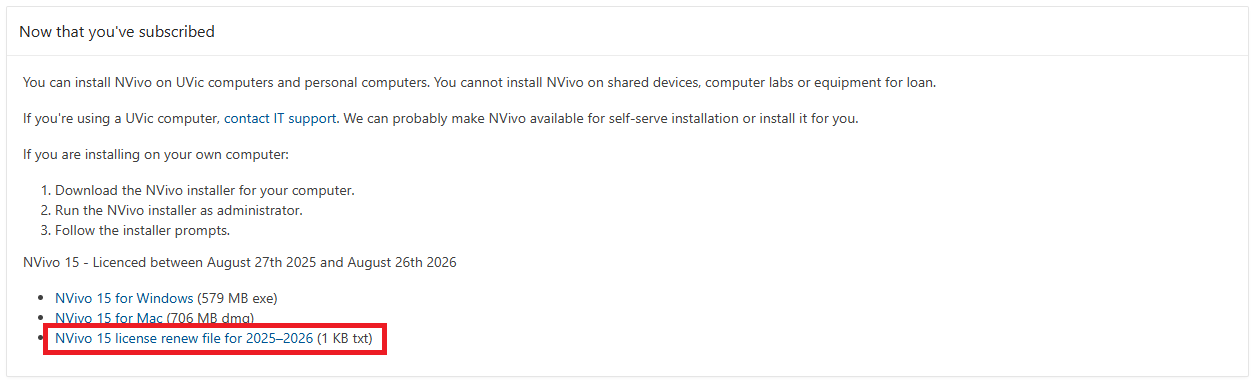 Now that you've subscribed
You can install NVivo on UVic computers and personal computers. You cannot install NVivo on shared devices, computer labs or equipment for loan.
If you're using a UVic computer, contact IT support. We can probably make NVivo available for self-serve installation or install it for you.
If you are installing on your own computer:
1. Download the NVivo installer for your computer.
2. Run the NVivo installer as administrator.
3. Follow the installer prompts.
NVivo 15 - Licenced between August 27th 2025 and August 26th 2026
• NVivo 15 for Windows (579 MB exe)
• NVivo 15 for Mac (706 MB dmg)
• NVivo 15 license renew file for 2025–2026 (1 KB txt)